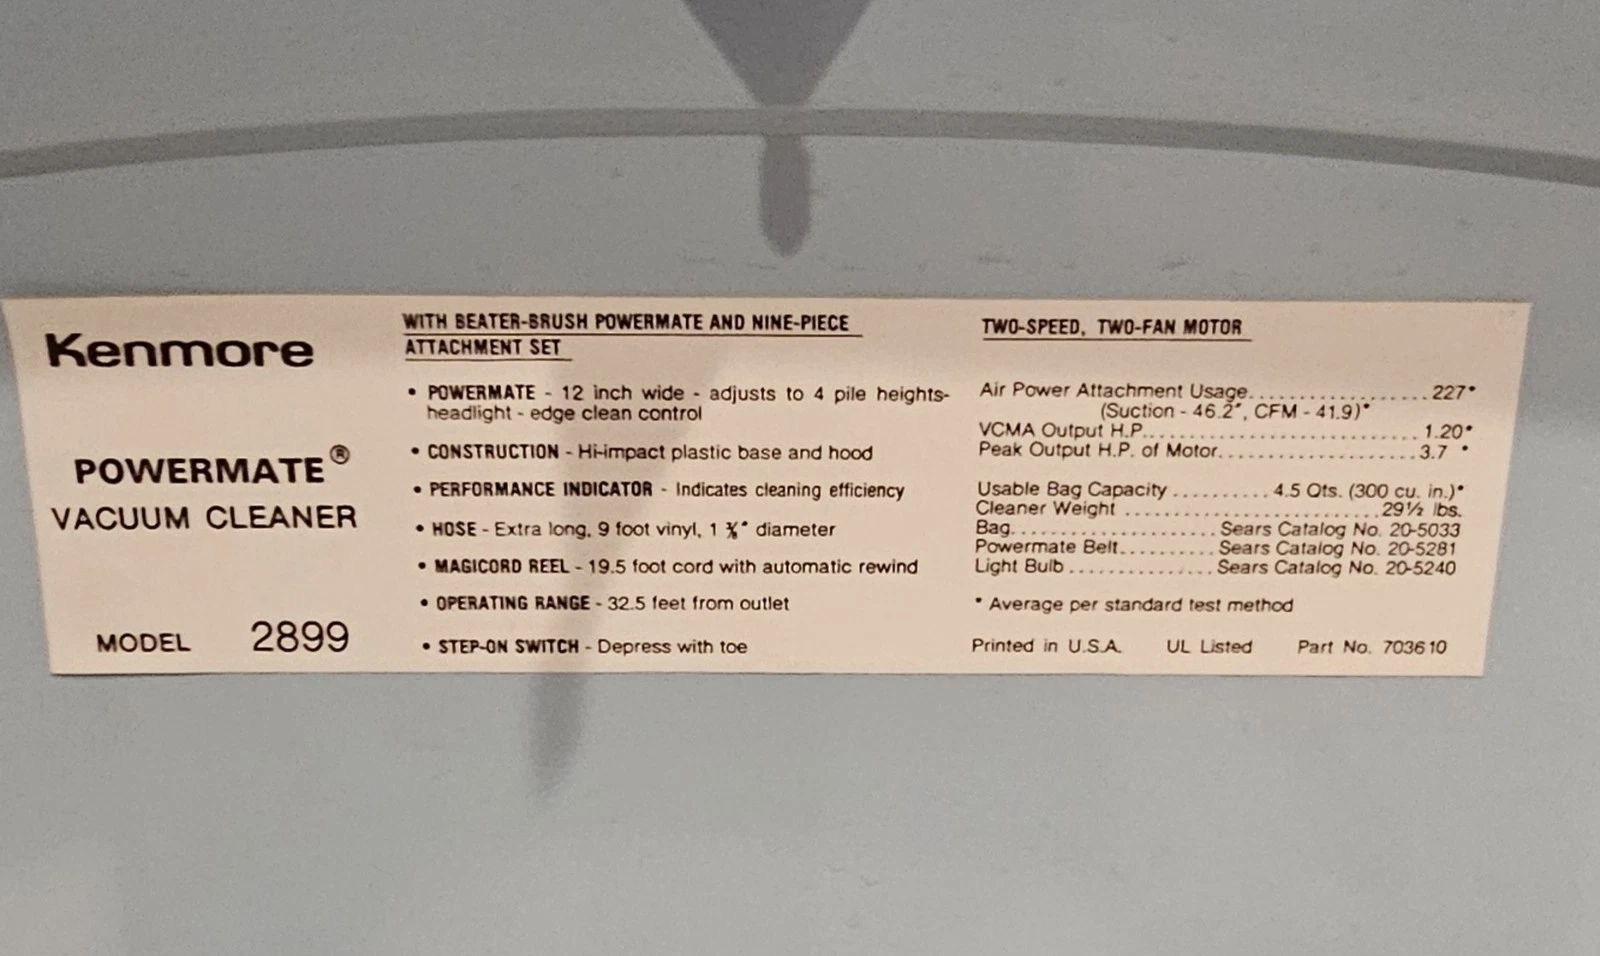 Kenmore
POWERMATE®
VACUUM CLEANER
MODEL 2899
WITH BEATER-BRUSH POWERMATE AND NINE-PIECE
ATTACHMENT SET
• POWERMATE - 12 inch wide - adjusts to 4 pile heights-
headlight - edge clean control
• CONSTRUCTION - Hi-impact plastic base and hood
• PERFORMANCE INDICATOR - Indicates cleaning efficiency
• HOSE - Extra long, 9 foot vinyl, 1 diameter
• MAGICORD REEL - 19.5 foot cord with automatic rewind
• OPERATING RANGE - 32.5 feet from outlet
• STEP-ON SWITCH - Depress with toe
TWO-SPEED, TWO-FAN MOTOR
Air Power Attachment Usage..................227*
(Suction - 46.2", CFM - 41.9)*
VCMA Output H.P............................1.20*
Peak Output H.P. of Motor....................3.7 *
Usable Bag Capacity ..........4.5 Qts. (300 cu. in.)*
Cleaner Weight ..........................29½ lbs.
Bag.....................Sears Catalog No. 20-5033
Powermate Belt..........Sears Catalog No. 20-5281
Light Bulb...............Sears Catalog No. 20-5240
* Average per standard test method
Printed in U.S.A. UL Listed Part No. 703610